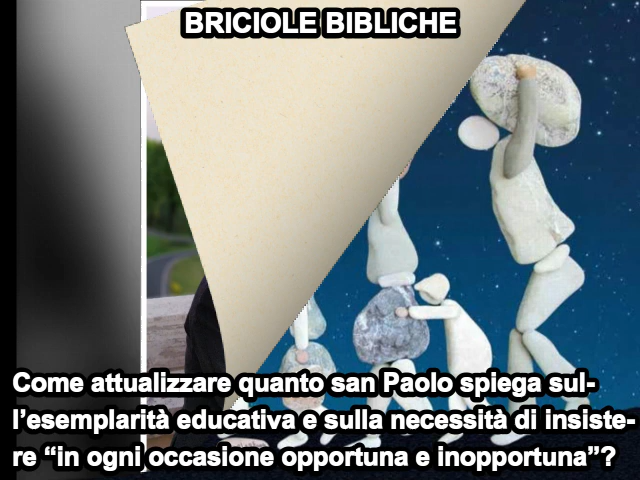 BRICIOLE BIBLICHE
Come attualizzare quanto san Paolo spiega sul-
l’esemplarità educativa e sulla necessità di insiste-
re “in ogni occasione opportuna e inopportuna”?